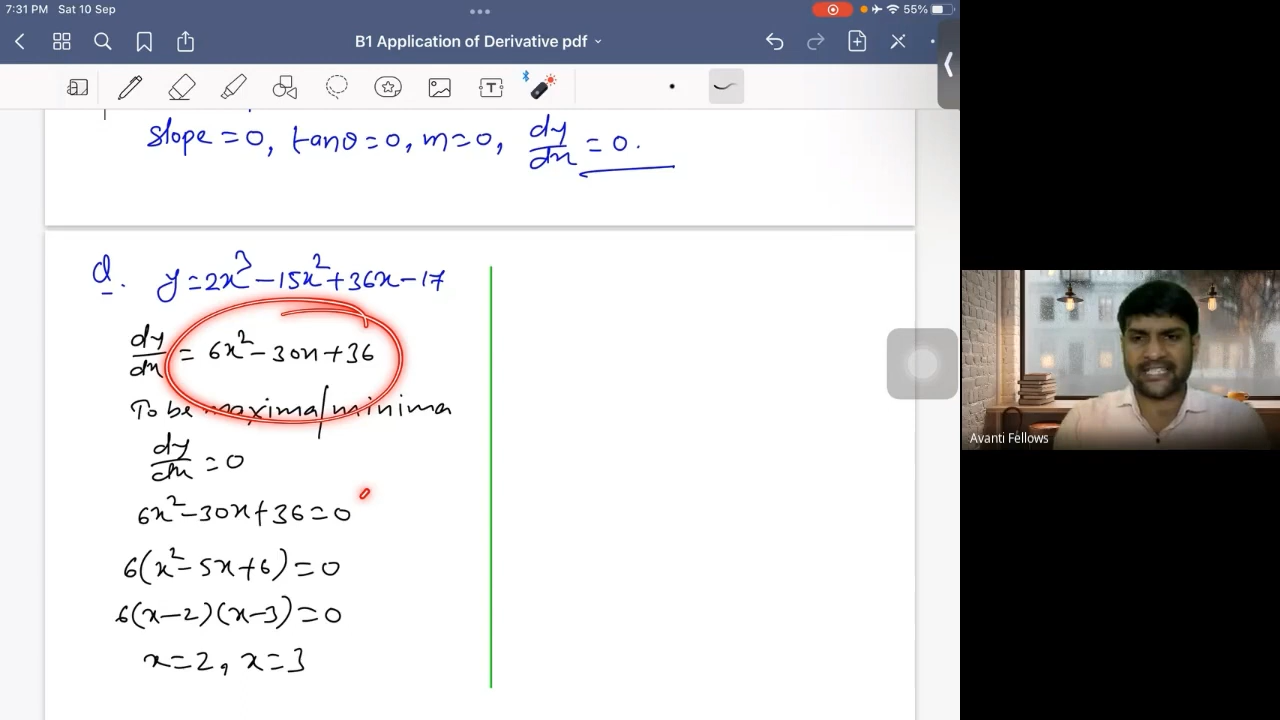 7:31 PM Sat 10 Sep
55%
B1 Application of Derivative pdf
T
Slope = 0, tanθ = 0, m = 0, dy/dx = 0.
Q. y = 2x³ - 15x² + 36x - 17
dy/dx = 6x² - 30x + 36
To be maxima/minima
dy/dx = 0
6x² - 30x + 36 = 0
6(x² - 5x + 6) = 0
6(x - 2)(x - 3) = 0
x = 2, x = 3
Avanti Fellows